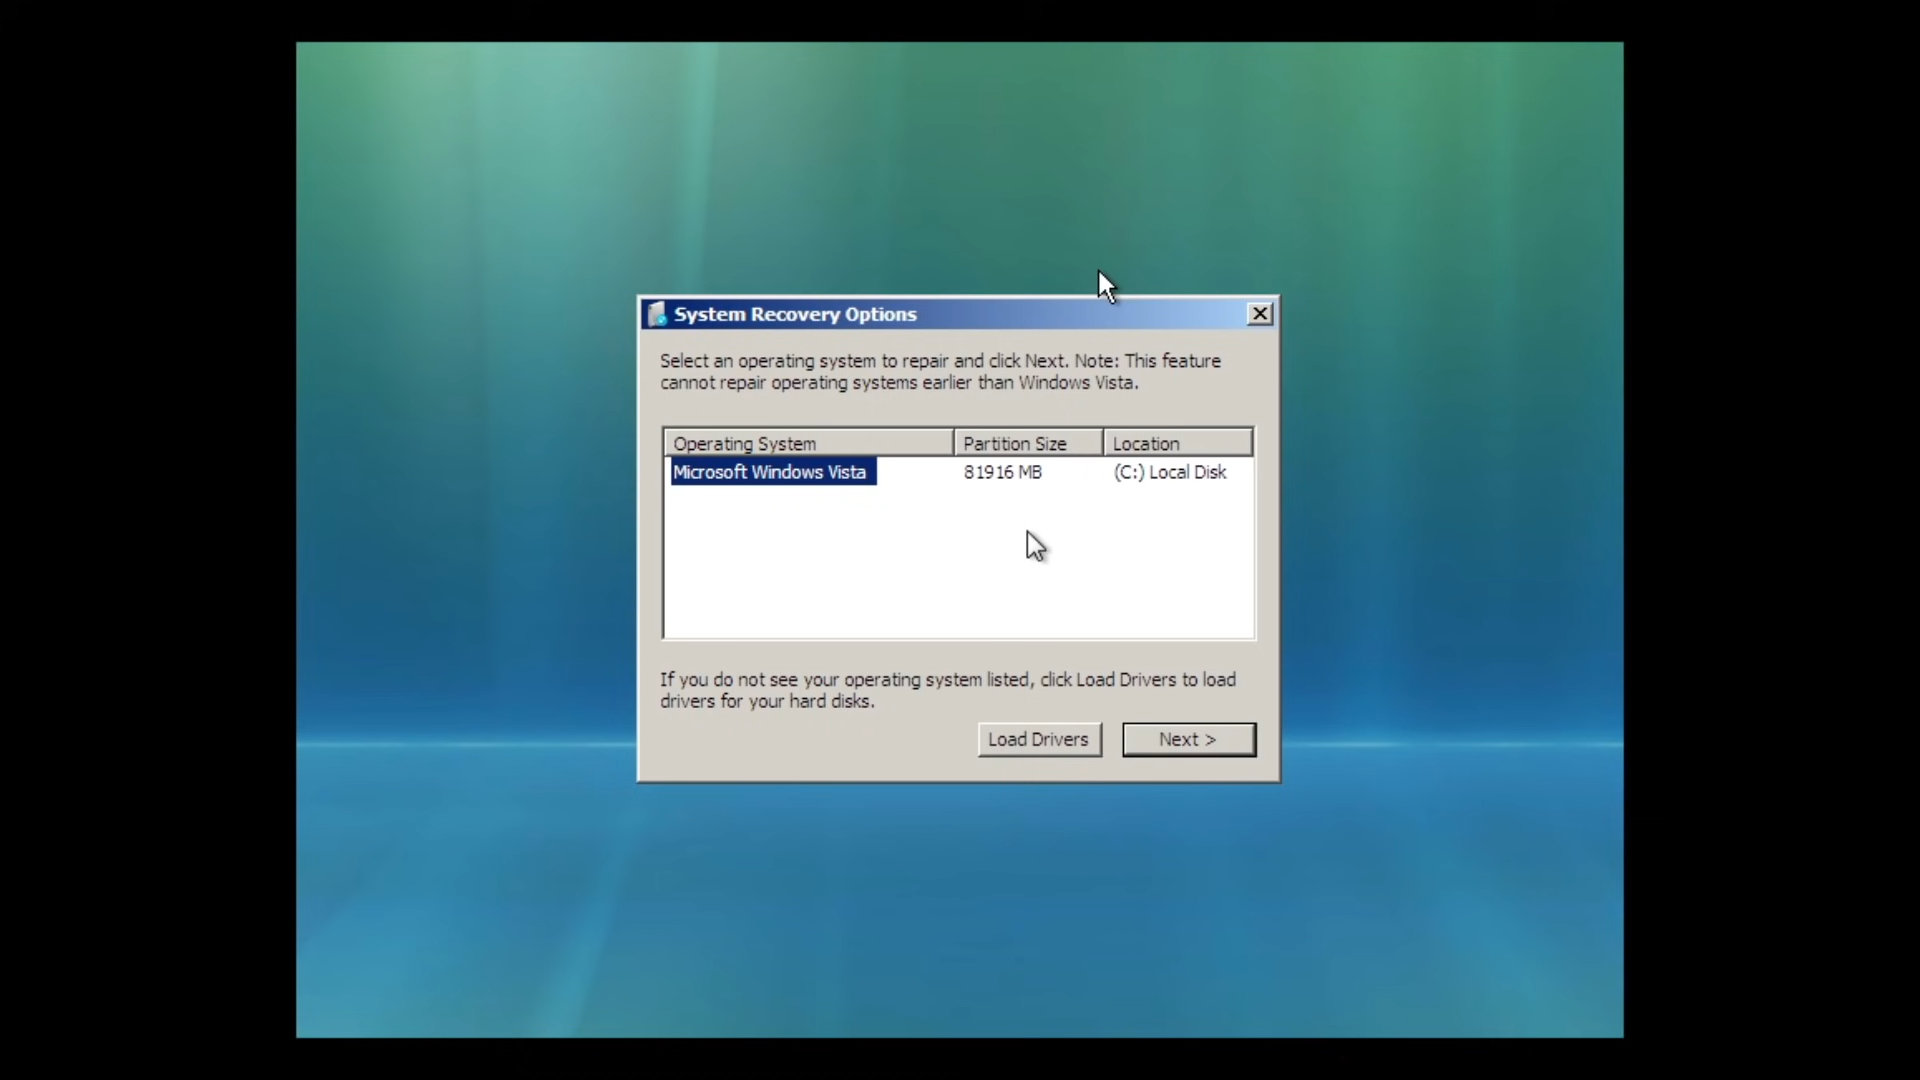 System Recovery Options
Select an operating system to repair and click Next. Note: This feature
cannot repair operating systems earlier than Windows Vista.
Operating System Partition Size Location
Microsoft Windows Vista 81916 MB (C:) Local Disk
If you do not see your operating system listed, click Load Drivers to load
drivers for your hard disks.
Load Drivers Next >